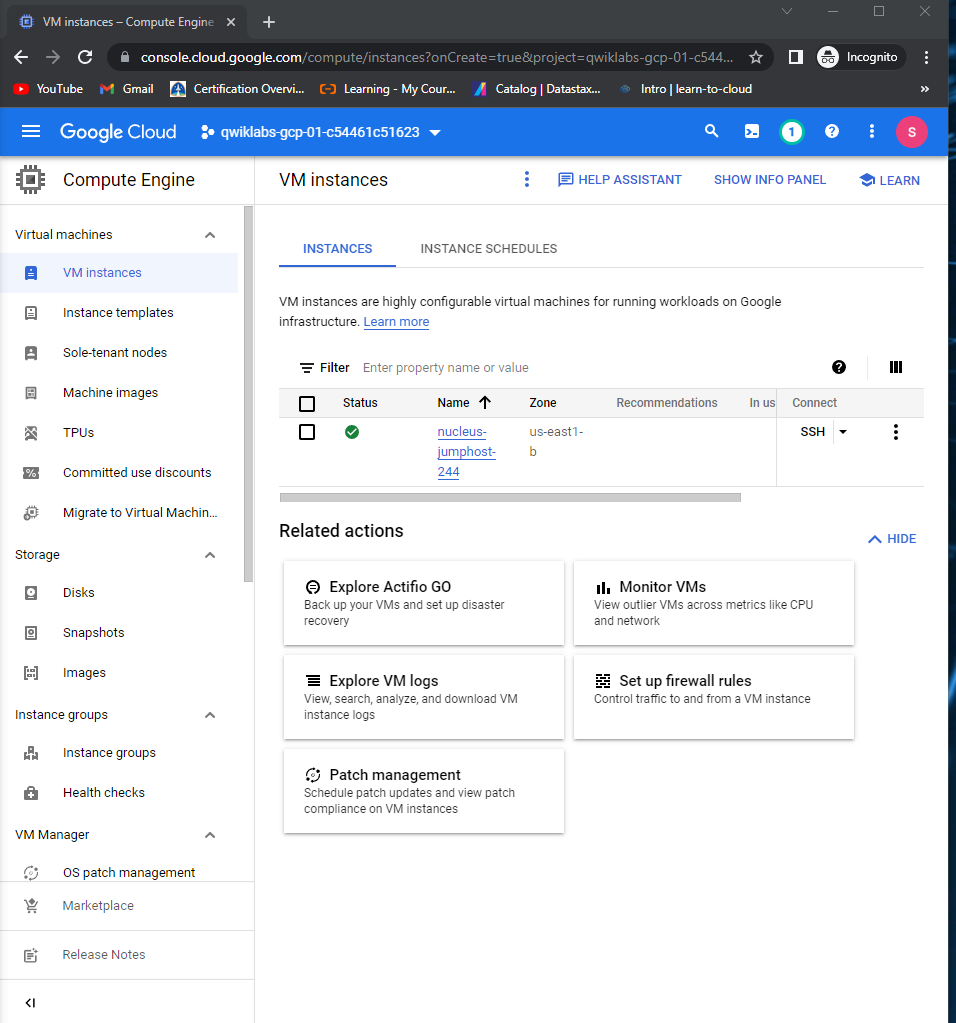 VM instances – Compute Engine
console.cloud.google.com/compute/instances?onCreate=true&project=qwiklabs-gcp-01-c544...
Incognito
YouTube
Gmail
Certification Overvi...
Learning - My Cour...
Catalog | Datastax...
Intro | learn-to-cloud
»
Google Cloud
qwiklabs-gcp-01-c54461c51623
1
S
Compute Engine
VM instances
HELP ASSISTANT
SHOW INFO PANEL
LEARN
Virtual machines
VM instances
Instance templates
Sole-tenant nodes
Machine images
TPUs
Committed use discounts
Migrate to Virtual Machin...
Storage
Disks
Snapshots
Images
Instance groups
Instance groups
Health checks
VM Manager
OS patch management
Marketplace
Release Notes
INSTANCES
INSTANCE SCHEDULES
VM instances are highly configurable virtual machines for running workloads on Google
infrastructure. Learn more
Filter Enter property name or value
Status Name Zone Recommendations In us Connect
nucleus-
jumphost-
244
us-east1-
b
SSH
Related actions
HIDE
Explore Actifio GO
Back up your VMs and set up disaster
recovery
Monitor VMs
View outlier VMs across metrics like CPU
and network
Explore VM logs
View, search, analyze, and download VM
instance logs
Set up firewall rules
Control traffic to and from a VM instance
Patch management
Schedule patch updates and view patch
compliance on VM instances